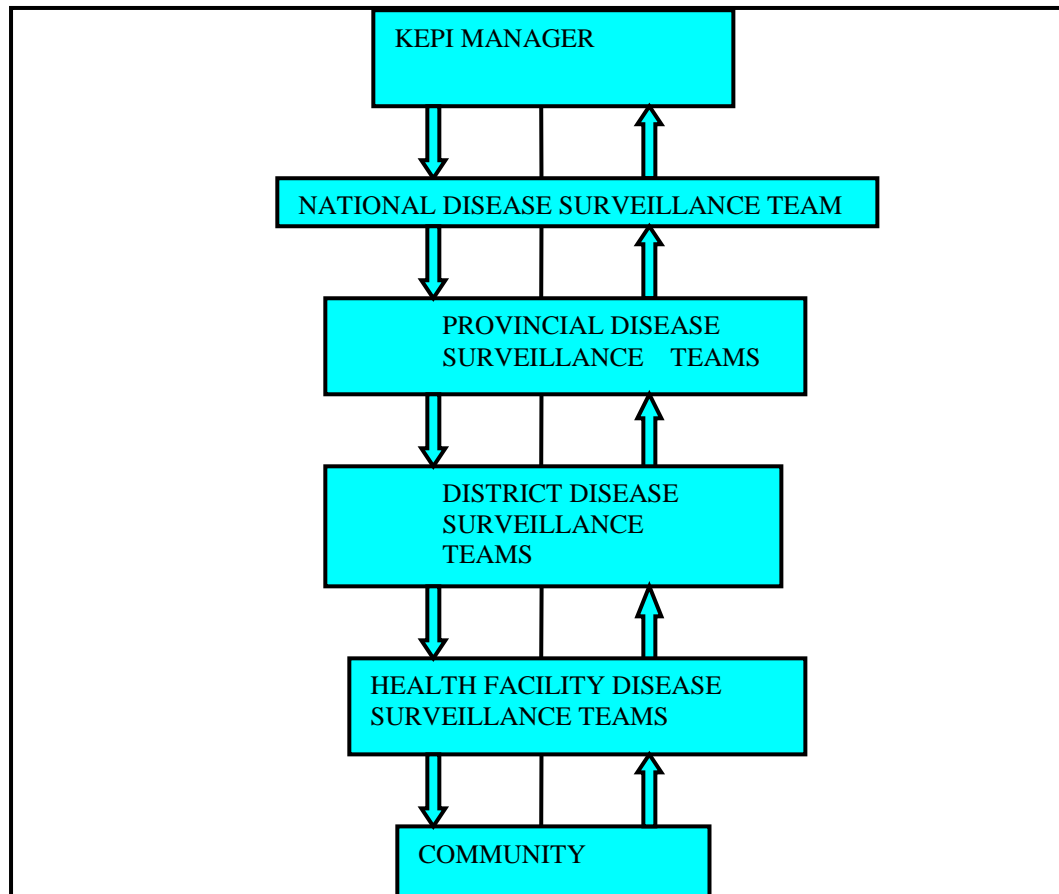 KEPI MANAGER
NATIONAL DISEASE SURVEILLANCE TEAM
PROVINCIAL DISEASE
SURVEILLANCE TEAMS
DISTRICT DISEASE
SURVEILLANCE
TEAMS
HEALTH FACILITY DISEASE
SURVEILLANCE TEAMS
COMMUNITY